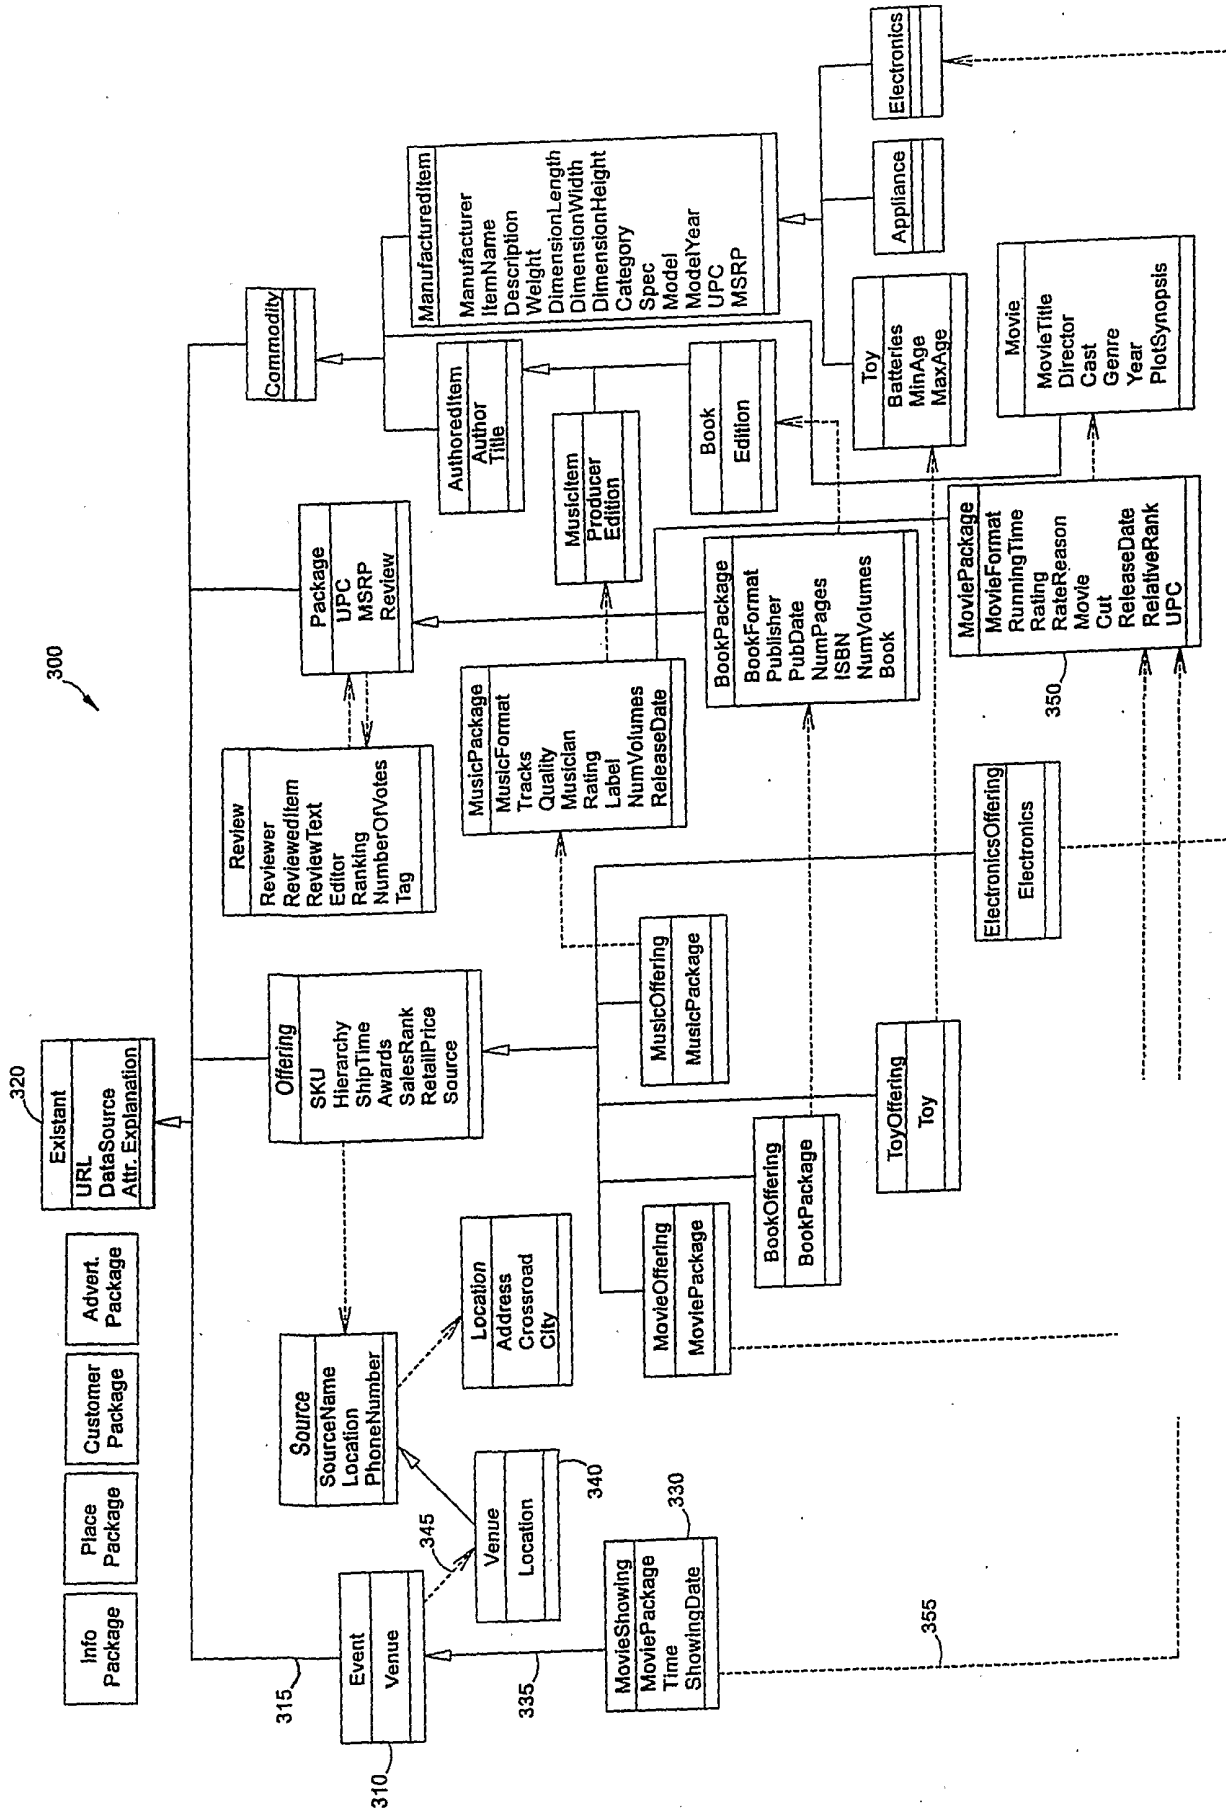 300
Info
Package
Place
Package
Customer
Package
Advert.
Package
320
Existant
URL
DataSource
Attr. Explanation
315
310
Event
Venue
345
335
Venue
Location
340
MovieShowing
MoviePackage
Time
ShowingDate
330
355
Source
SourceName
Location
PhoneNumber
Location
Address
Crossroad
City
Offering
SKU
Hierarchy
ShipTime
Awards
SalesRank
RetailPrice
Source
MovieOffering
MoviePackage
BookOffering
BookPackage
MusicOffering
MusicPackage
ToyOffering
Toy
ElectronicsOffering
Electronics
Review
Reviewer
ReviewedItem
ReviewText
Editor
Ranking
NumberOfVotes
Tag
Package
UPC
MSRP
Review
MusicPackage
MusicFormat
Tracks
Quality
Musician
Rating
Label
NumVolumes
ReleaseDate
BookPackage
BookFormat
Publisher
PubDate
NumPages
ISBN
NumVolumes
Book
MoviePackage
MovieFormat
RunningTime
Rating
RateReason
Movie
Cut
ReleaseDate
RelativeRank
UPC
350
Commodity
AuthoredItem
Author
Title
MusicItem
Producer
Edition
Book
Edition
ManufacturedItem
Manufacturer
ItemName
Description
Weight
DimensionLength
DimensionWidth
DimensionHeight
Category
Spec
Model
ModelYear
UPC
MSRP
Toy
Batteries
MinAge
MaxAge
Appliance
Electronics
Movie
MovieTitle
Director
Cast
Genre
Year
PlotSynopsis